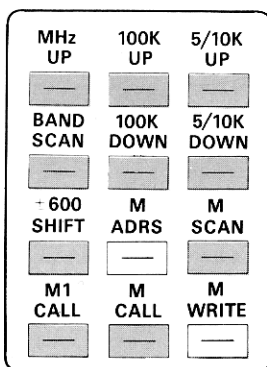 MHz 100K 5/10K
UP UP UP
BAND 100K 5/10K
SCAN DOWN DOWN
±600 M M
SHIFT ADRS SCAN
M1 M M
CALL CALL WRITE